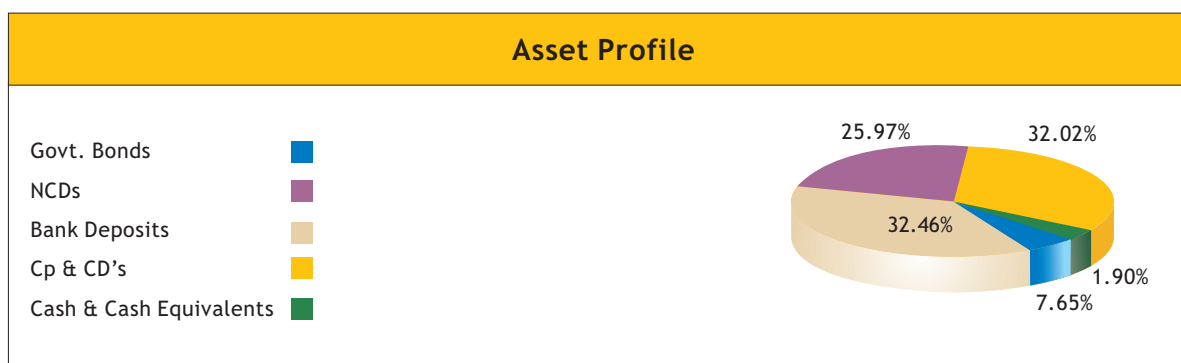 Asset Profile
Govt. Bonds
NCDs
Bank Deposits
Cp & CD’s
Cash & Cash Equivalents
25.97%
32.02%
32.46%
1.90%
7.65%